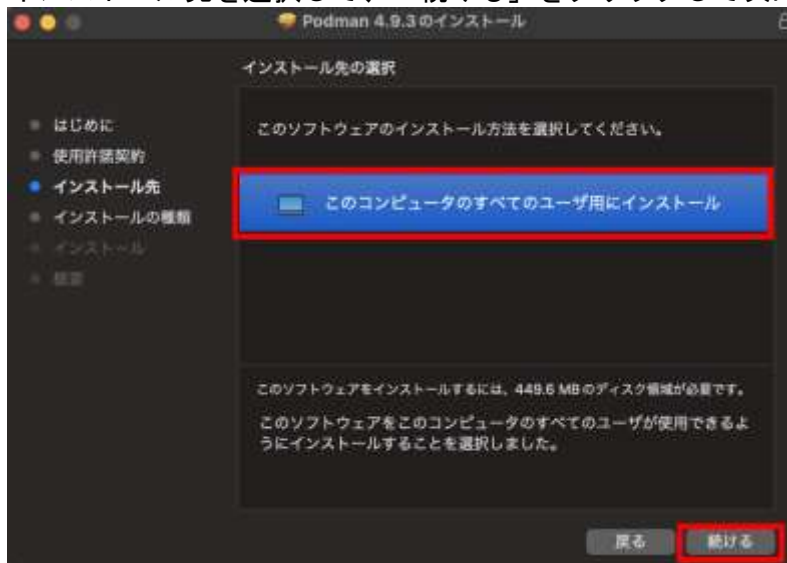 Podman 4.9.3のインストール
インストール先の選択
はじめに
使用許諾契約
インストール先
インストールの種類
インストール
概要
このソフトウェアのインストール方法を選択してください。
このコンピュータのすべてのユーザ用にインストール
このソフトウェアをインストールするには、449.6 MBのディスク領域が必要です。
このソフトウェアをこのコンピュータのすべてのユーザが使用できるよ
うにインストールすることを選択しました。
戻る
続ける